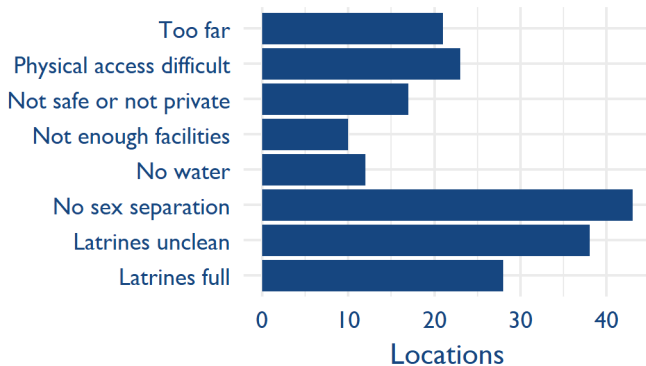 Too far
Physical access difficult
Not safe or not private
Not enough facilities
No water
No sex separation
Latrines unclean
Latrines full
0 10 20 30 40
Locations